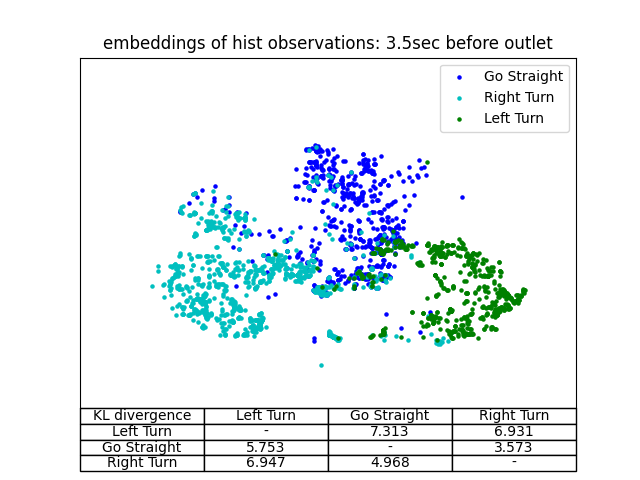 embeddings of hist observations: 3.5sec before outlet
Go Straight
Right Turn
Left Turn
KL divergence Left Turn Go Straight Right Turn
Left Turn - 7.313 6.931
Go Straight 5.753 - 3.573
Right Turn 6.947 4.968 -